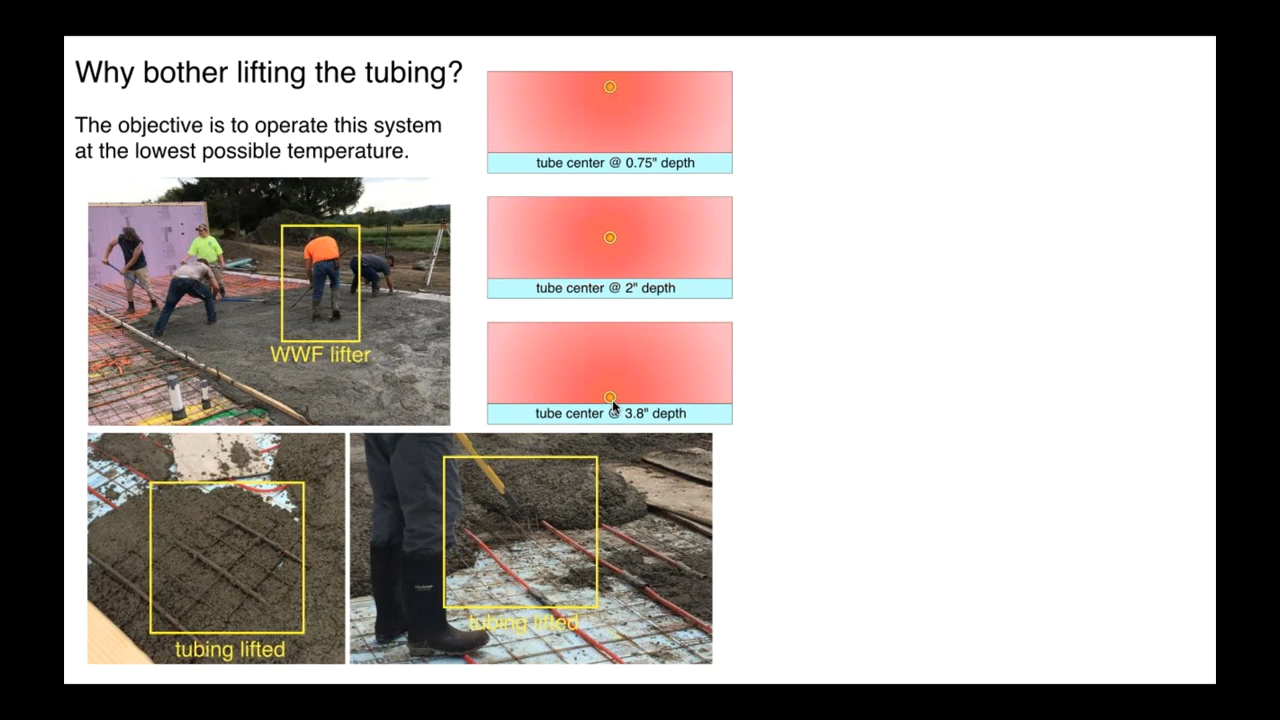 Why bother lifting the tubing?
The objective is to operate this system
at the lowest possible temperature.
tube center @ 0.75" depth
tube center @ 2" depth
tube center @ 3.8" depth
WWF lifter
tubing lifted
tubing lifted